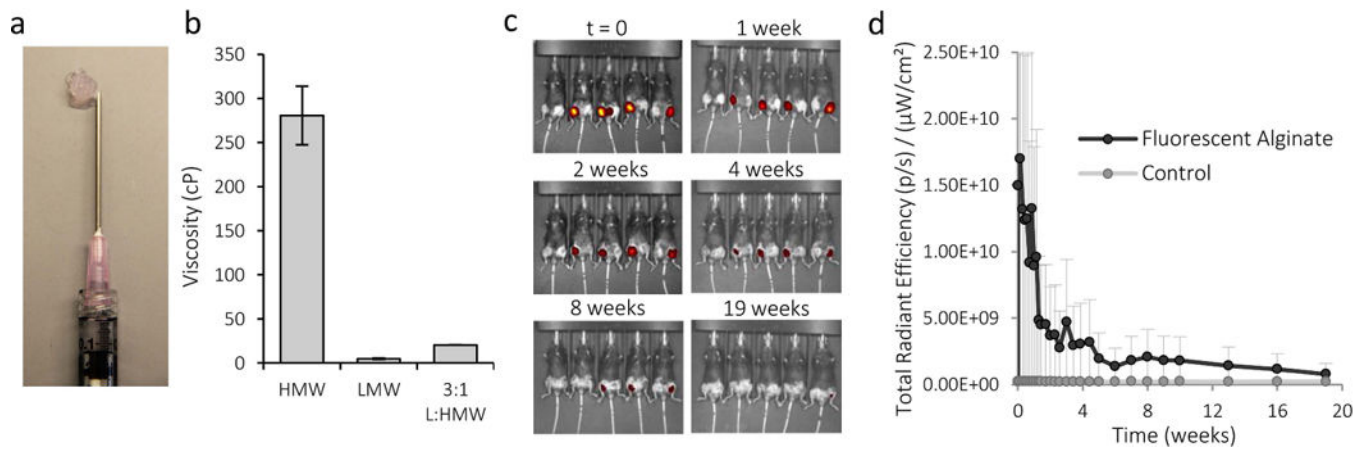 a
0.1
b
Viscosity (cP)
350
300
250
200
150
100
50
0
HMW
LMW
3:1
L:HMW
c
t = 0
1 week
2 weeks
4 weeks
8 weeks
19 weeks
d
Total Radiant Efficiency (p/s) / (μW/cm²)
2.50E+10
2.00E+10
1.50E+10
1.00E+10
5.00E+09
0.00E+00
Fluorescent Alginate
Control
0 4 8 12 16 20
Time (weeks)